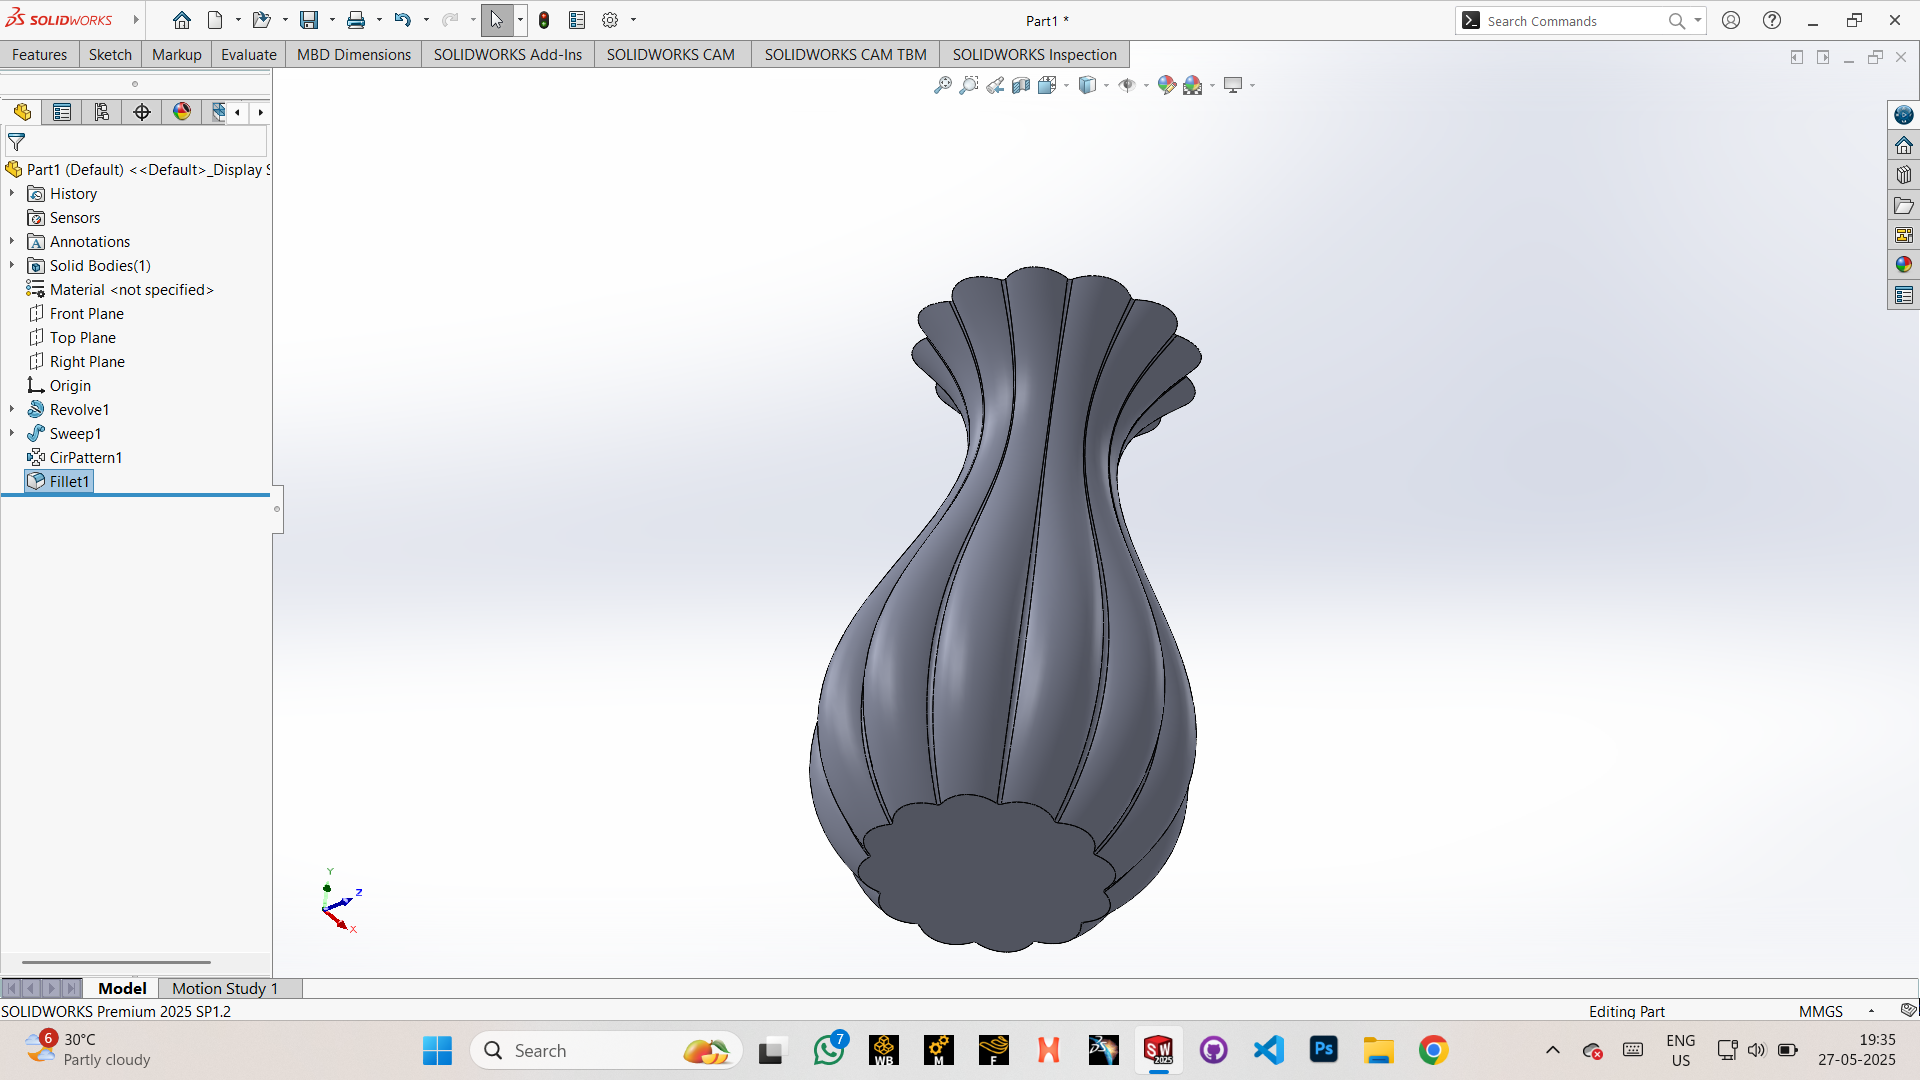 SOLIDWORKS
Part1 *
Search Commands
Features
Sketch
Markup
Evaluate
MBD Dimensions
SOLIDWORKS Add-Ins
SOLIDWORKS CAM
SOLIDWORKS CAM TBM
SOLIDWORKS Inspection
Part1 (Default) <<Default>_Display S
History
Sensors
Annotations
Solid Bodies(1)
Material <not specified>
Front Plane
Top Plane
Right Plane
Origin
Revolve1
Sweep1
CirPattern1
Fillet1
Y
Z
X
Model
Motion Study 1
SOLIDWORKS Premium 2025 SP1.2
Editing Part
MMGS
6
30°C
Partly cloudy
Search
7
WB
M
F
SW
2025
Ps
ENG
US
19:35
27-05-2025